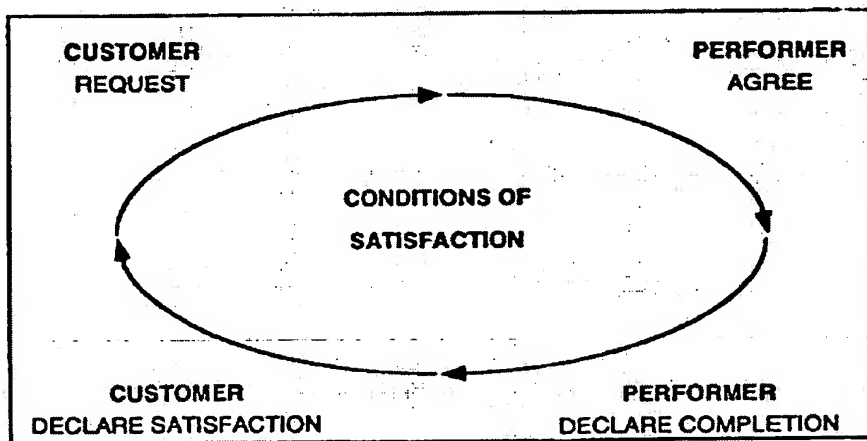 CUSTOMER
REQUEST
PERFORMER
AGREE
CONDITIONS OF
SATISFACTION
CUSTOMER
DECLARE SATISFACTION
PERFORMER
DECLARE COMPLETION